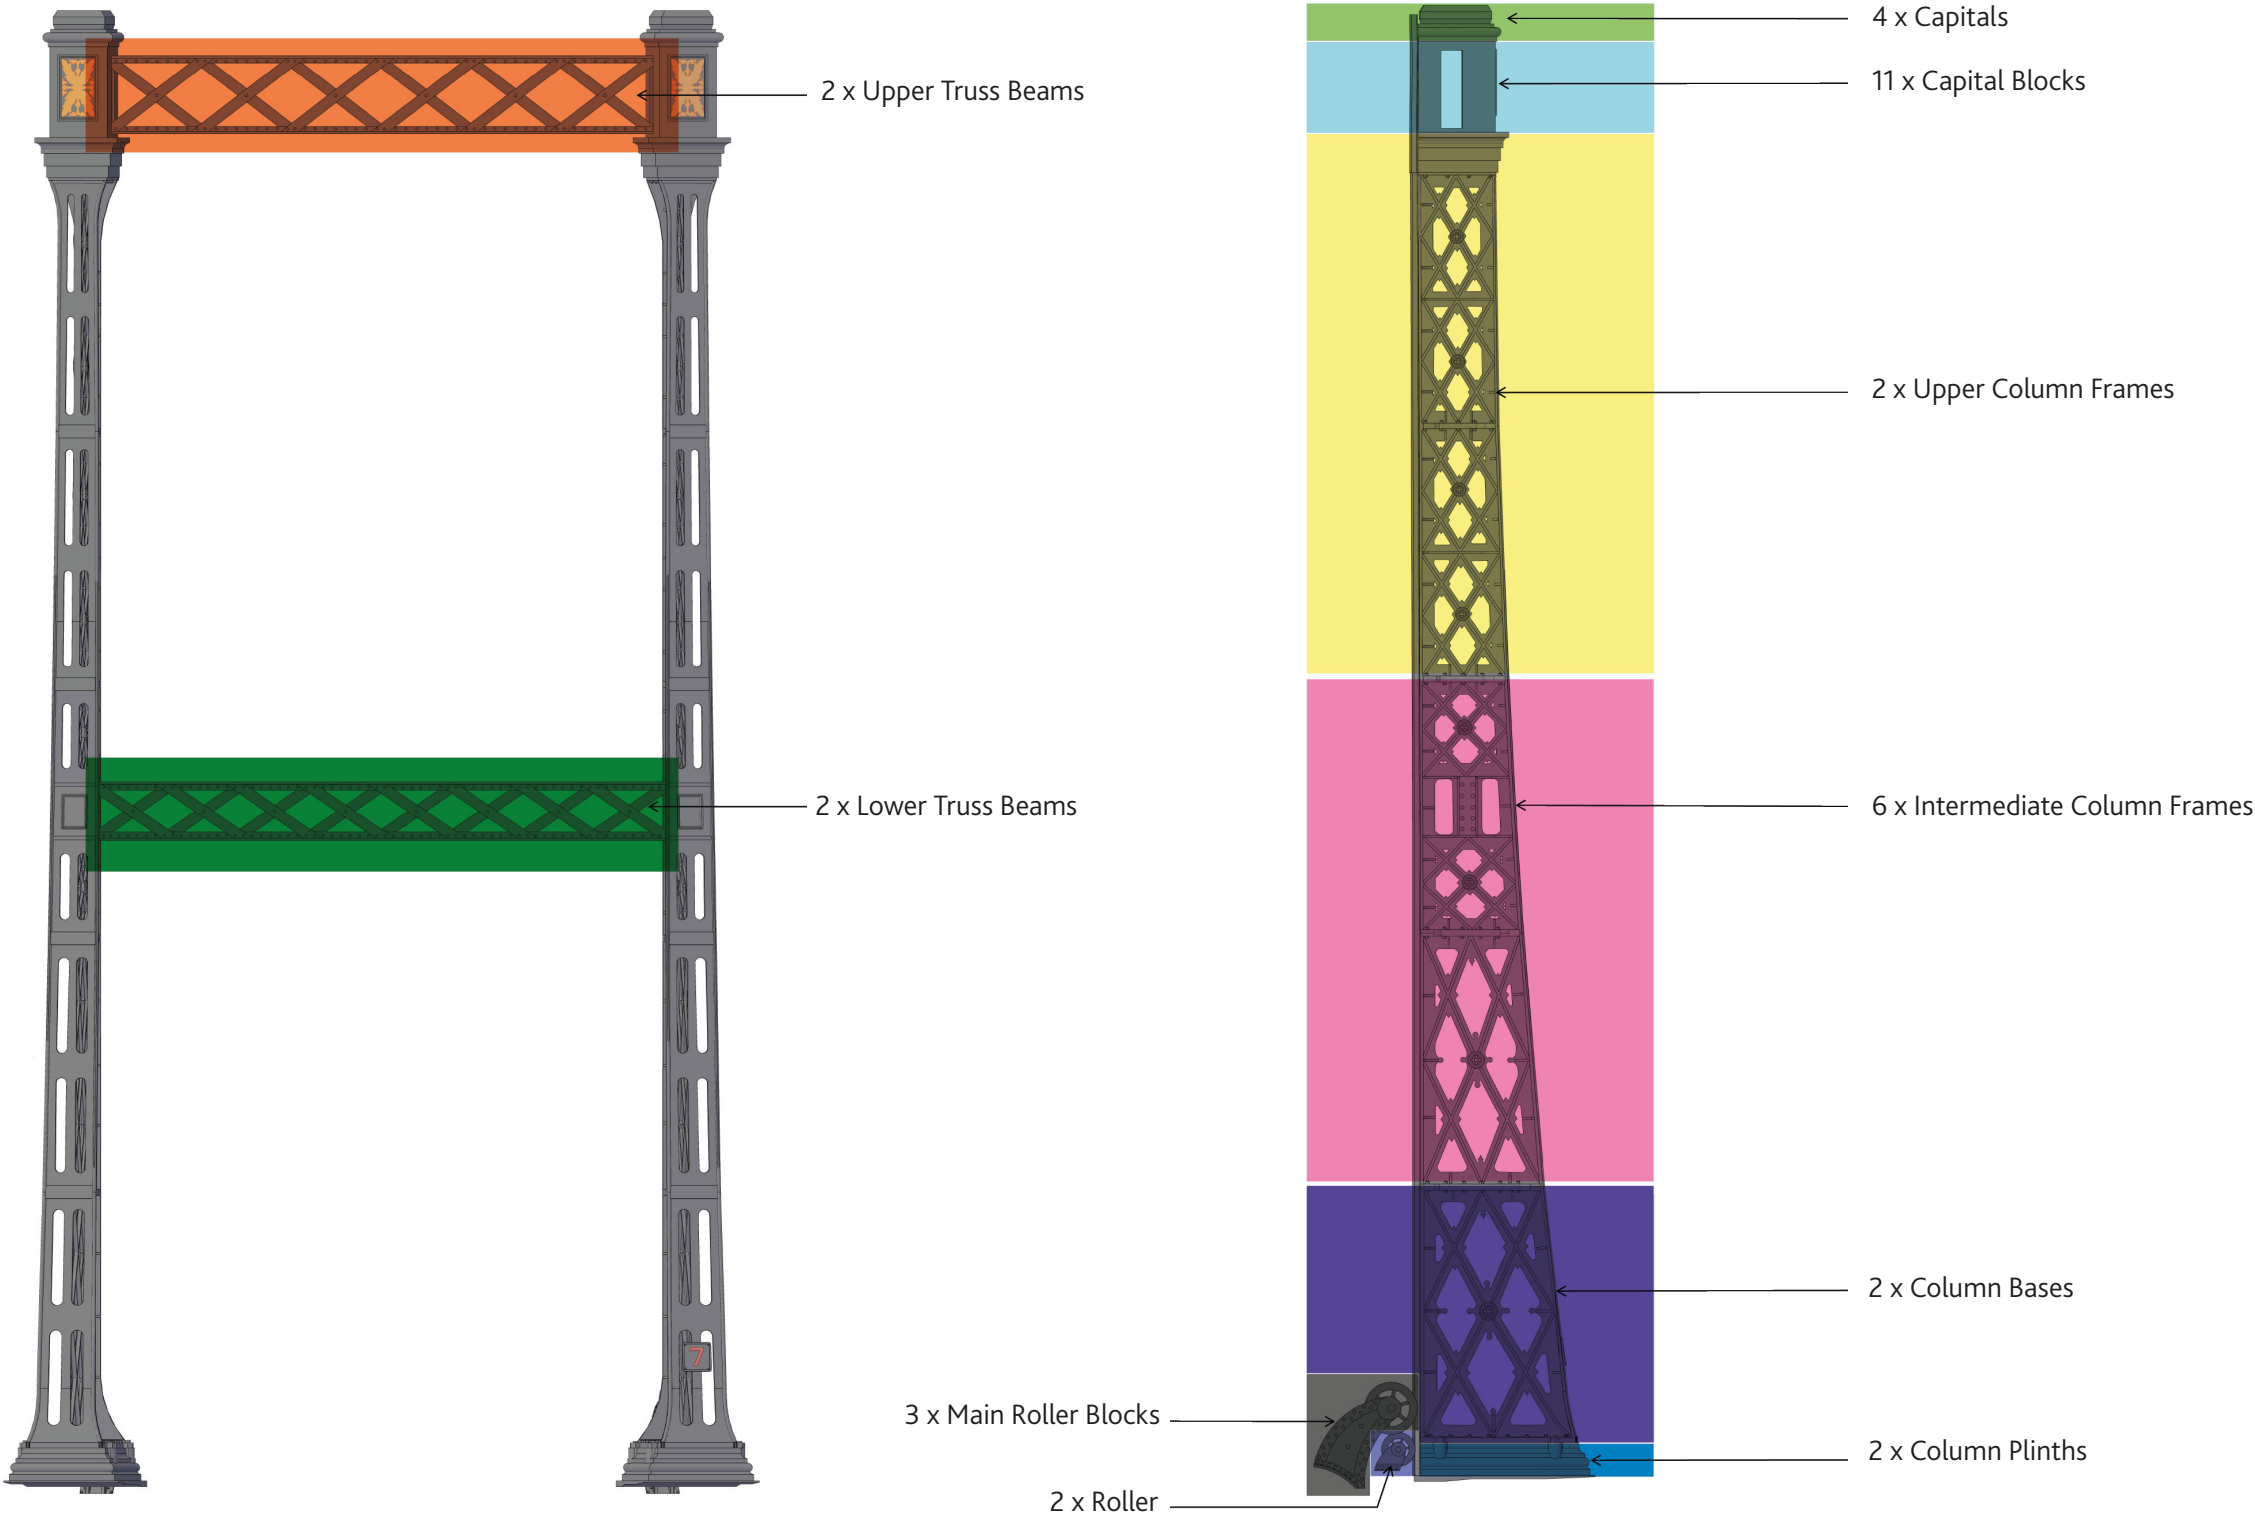 4 x Capitals
2 x Upper Truss Beams
11 x Capital Blocks
2 x Upper Column Frames
2 x Lower Truss Beams
6 x Intermediate Column Frames
2 x Column Bases
7
3 x Main Roller Blocks
2 x Column Plinths
2 x Roller